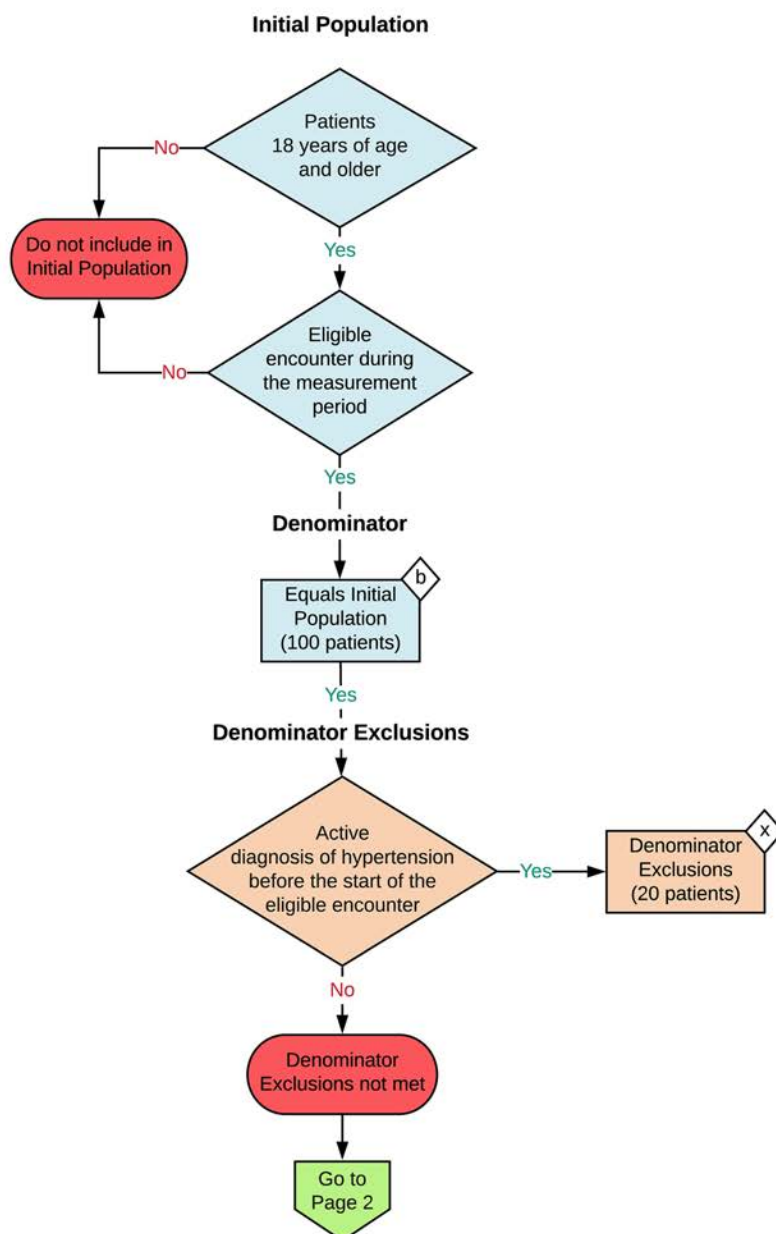 Initial Population
Patients
18 years of age
and older
No
Do not include in
Initial Population
Yes
Eligible
encounter during
the measurement
period
No
Yes
Denominator
b
Equals Initial
Population
(100 patients)
Yes
Denominator Exclusions
Active
diagnosis of hypertension
before the start of the
eligible encounter
Yes
x
Denominator
Exclusions
(20 patients)
No
Denominator
Exclusions not met
Go to
Page 2